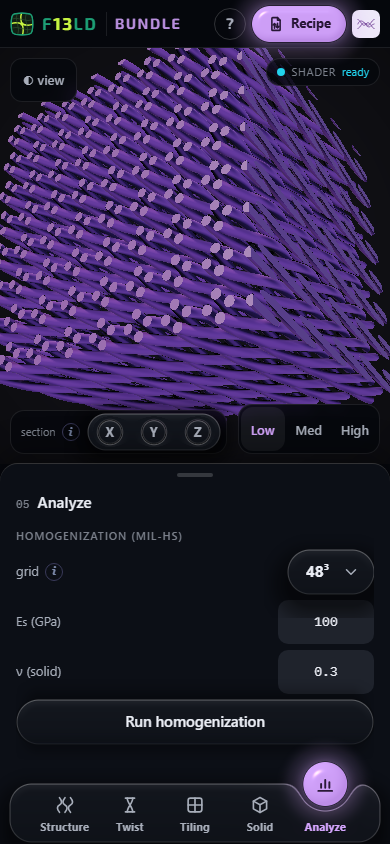 F13LD BUNDLE ? Recipe
view
SHADER ready
section i X Y Z Low Med High
05 Analyze
HOMOGENIZATION (MIL-HS)
grid i 48³
Es (GPa) 100
ν (solid) 0.3
Run homogenization
Structure Twist Tiling Solid Analyze